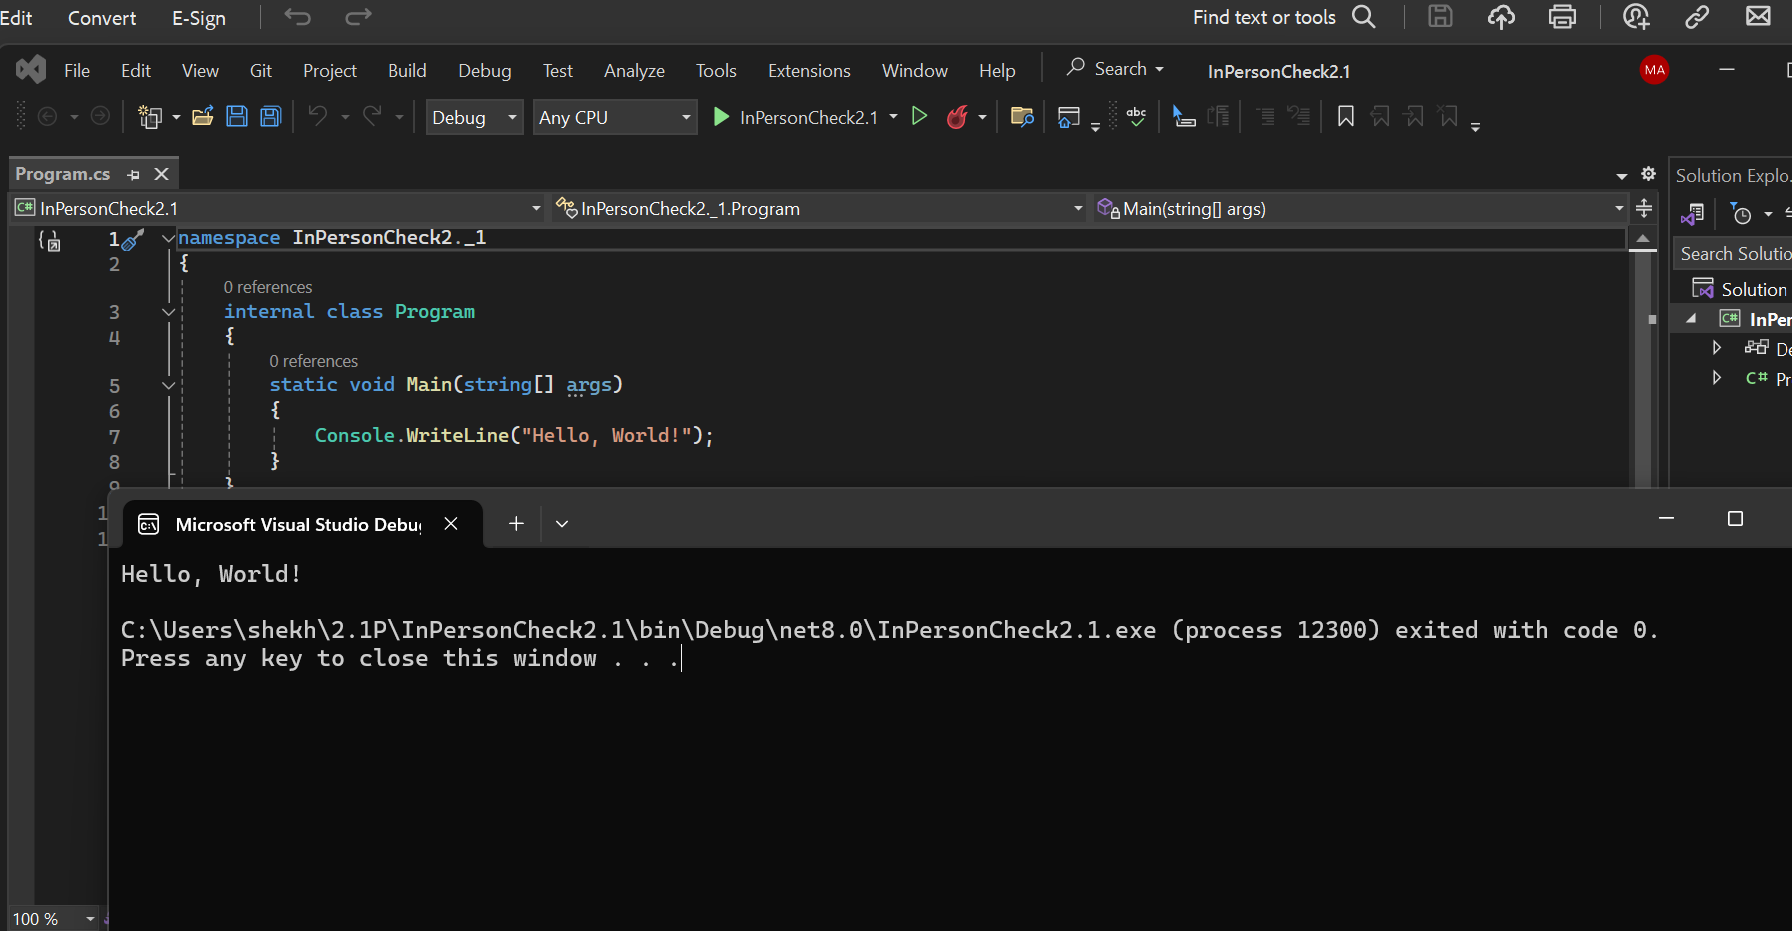 Edit Convert E-Sign Find text or tools
File Edit View Git Project Build Debug Test Analyze Tools Extensions Window Help Search InPersonCheck2.1 MA
Debug Any CPU InPersonCheck2.1 abc
Program.cs
Solution Explo
C# InPersonCheck2.1 InPersonCheck2._1.Program Main(string[] args)
1 namespace InPersonCheck2._1
2 {
Search Solutio
0 references
Solution
3 internal class Program
C# InPer
4 {
De
0 references
C# Pr
5 static void Main(string[] args)
6 {
7 Console.WriteLine("Hello, World!");
8 }
9 }
1
1
Microsoft Visual Studio Debu
Hello, World!
C:\Users\shekh\2.1P\InPersonCheck2.1\bin\Debug\net8.0\InPersonCheck2.1.exe (process 12300) exited with code 0.
Press any key to close this window . . .
100 %